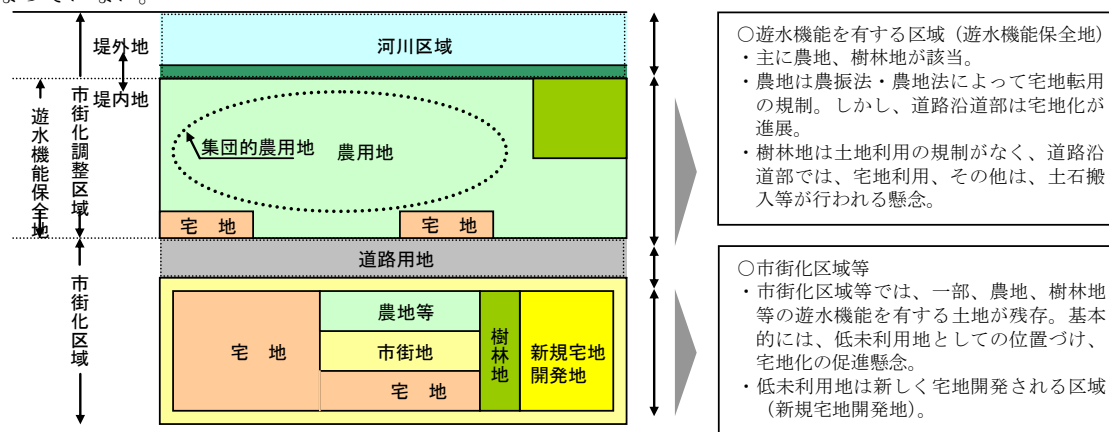 なっていない。
堤外地
河川区域
堤内地
市街化調整区域
遊水機能保全地
集団的農用地
農用地
宅　地
宅　地
道路用地
市街化区域
宅　地
農地等
市街地
宅　地
樹林地
新規宅地
開発地
○遊水機能を有する区域（遊水機能保全地）
・主に農地、樹林地が該当。
・農地は農振法・農地法によって宅地転用
の規制。しかし、道路沿道部は宅地化が
進展。
・樹林地は土地利用の規制がなく、道路沿
道部では、宅地利用、その他は、土石搬
入等が行われる懸念。
○市街化区域等
・市街化区域等では、一部、農地、樹林地
等の遊水機能を有する土地が残存。基本
的には、低未利用地としての位置づけ、
宅地化の促進懸念。
・低未利用地は新しく宅地開発される区域
（新規宅地開発地）。